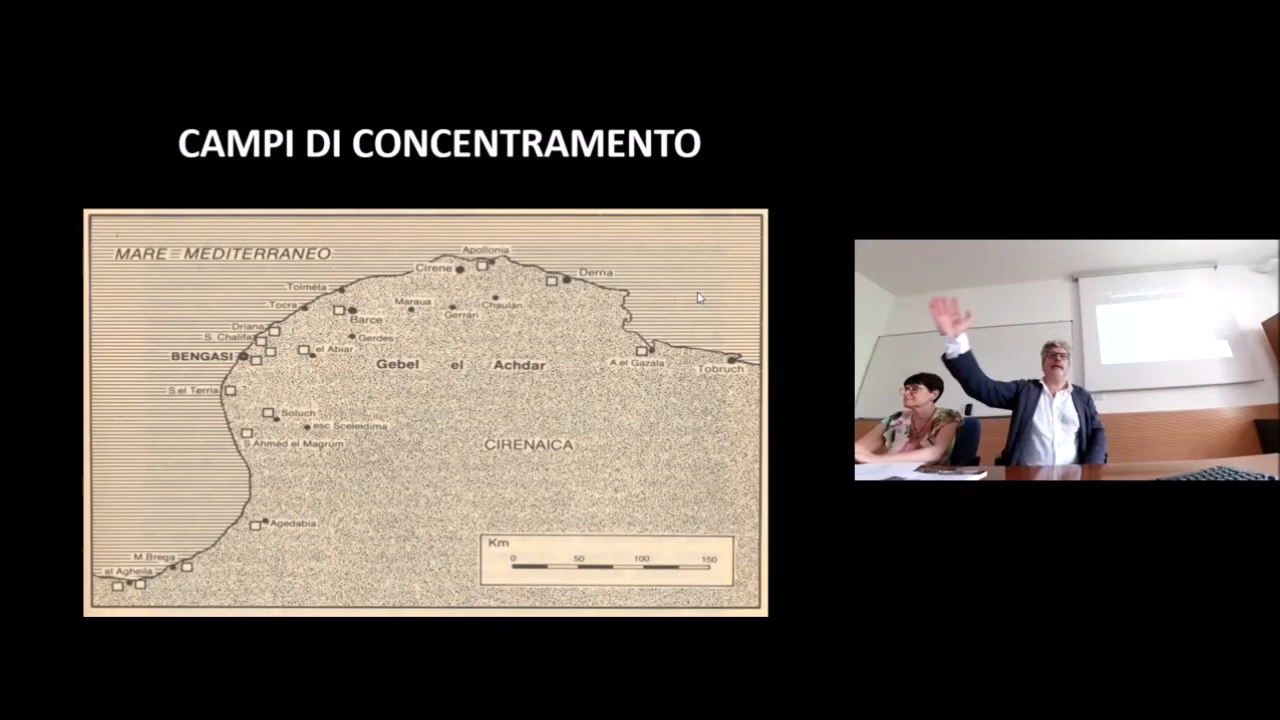 CAMPI DI CONCENTRAMENTO
MARE MEDITERRANEO
Apollonia
Cirene
Derna
Tolméta
Tocra
Maraua
Chaulan
Gerrari
Barce
Driana
S. Chalifa
Gerdes
BENGASI
el Abiar
Gebel el Achdar
A.el Gazala
Tobruch
S.el Terria
Soluch
esc Sceleidima
S.Ahmed el Magrum
CIRENAICA
Agedabia
Km
0 50 100 150
M.Brega
el Agheila